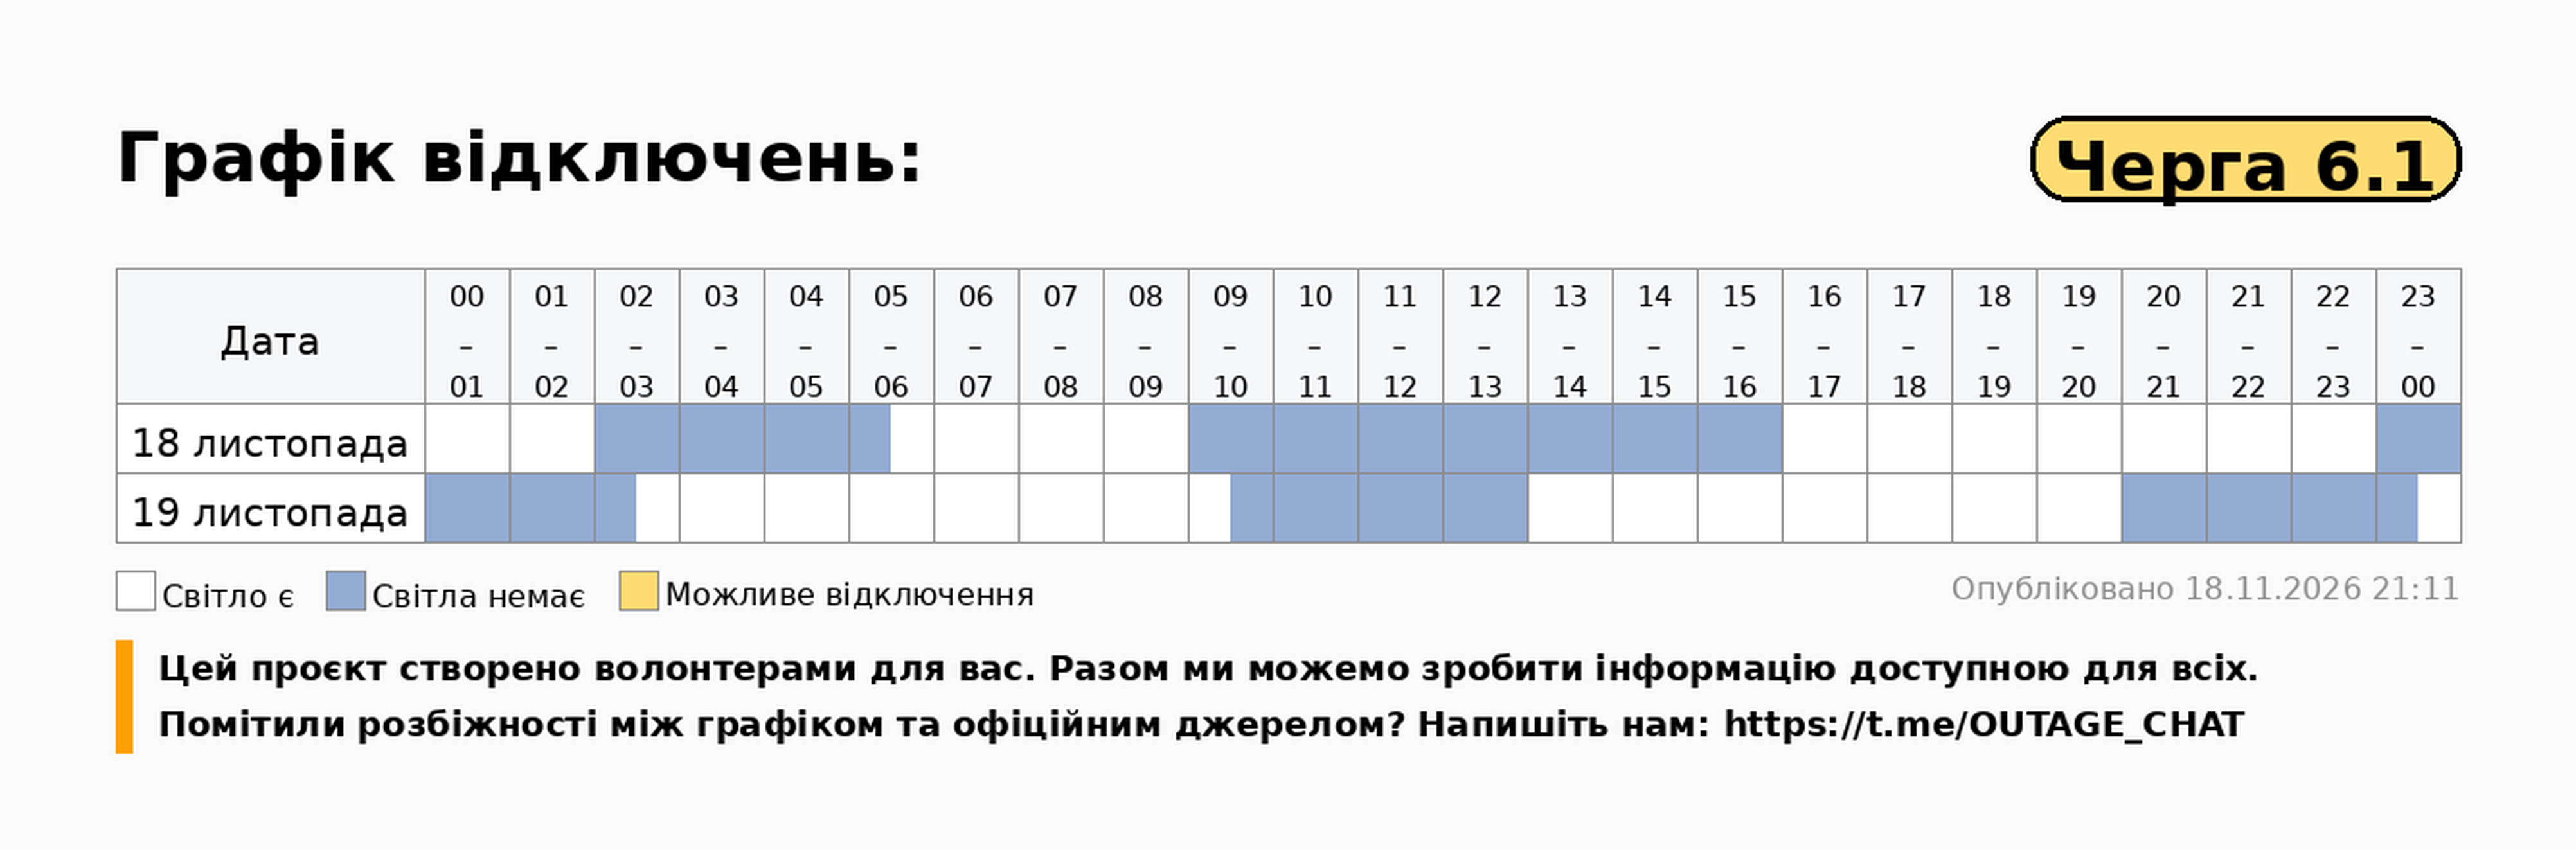 Графік відключень:
Черга 6.1
Дата
00 – 01
01 – 02
02 – 03
03 – 04
04 – 05
05 – 06
06 – 07
07 – 08
08 – 09
09 – 10
10 – 11
11 – 12
12 – 13
13 – 14
14 – 15
15 – 16
16 – 17
17 – 18
18 – 19
19 – 20
20 – 21
21 – 22
22 – 23
23 – 00
18 листопада
19 листопада
Світло є
Світла немає
Можливе відключення
Опубліковано 18.11.2026 21:11
Цей проєкт створено волонтерами для вас. Разом ми можемо зробити інформацію доступною для всіх.
Помітили розбіжності між графіком та офіційним джерелом? Напишіть нам: https://t.me/OUTAGE_CHAT